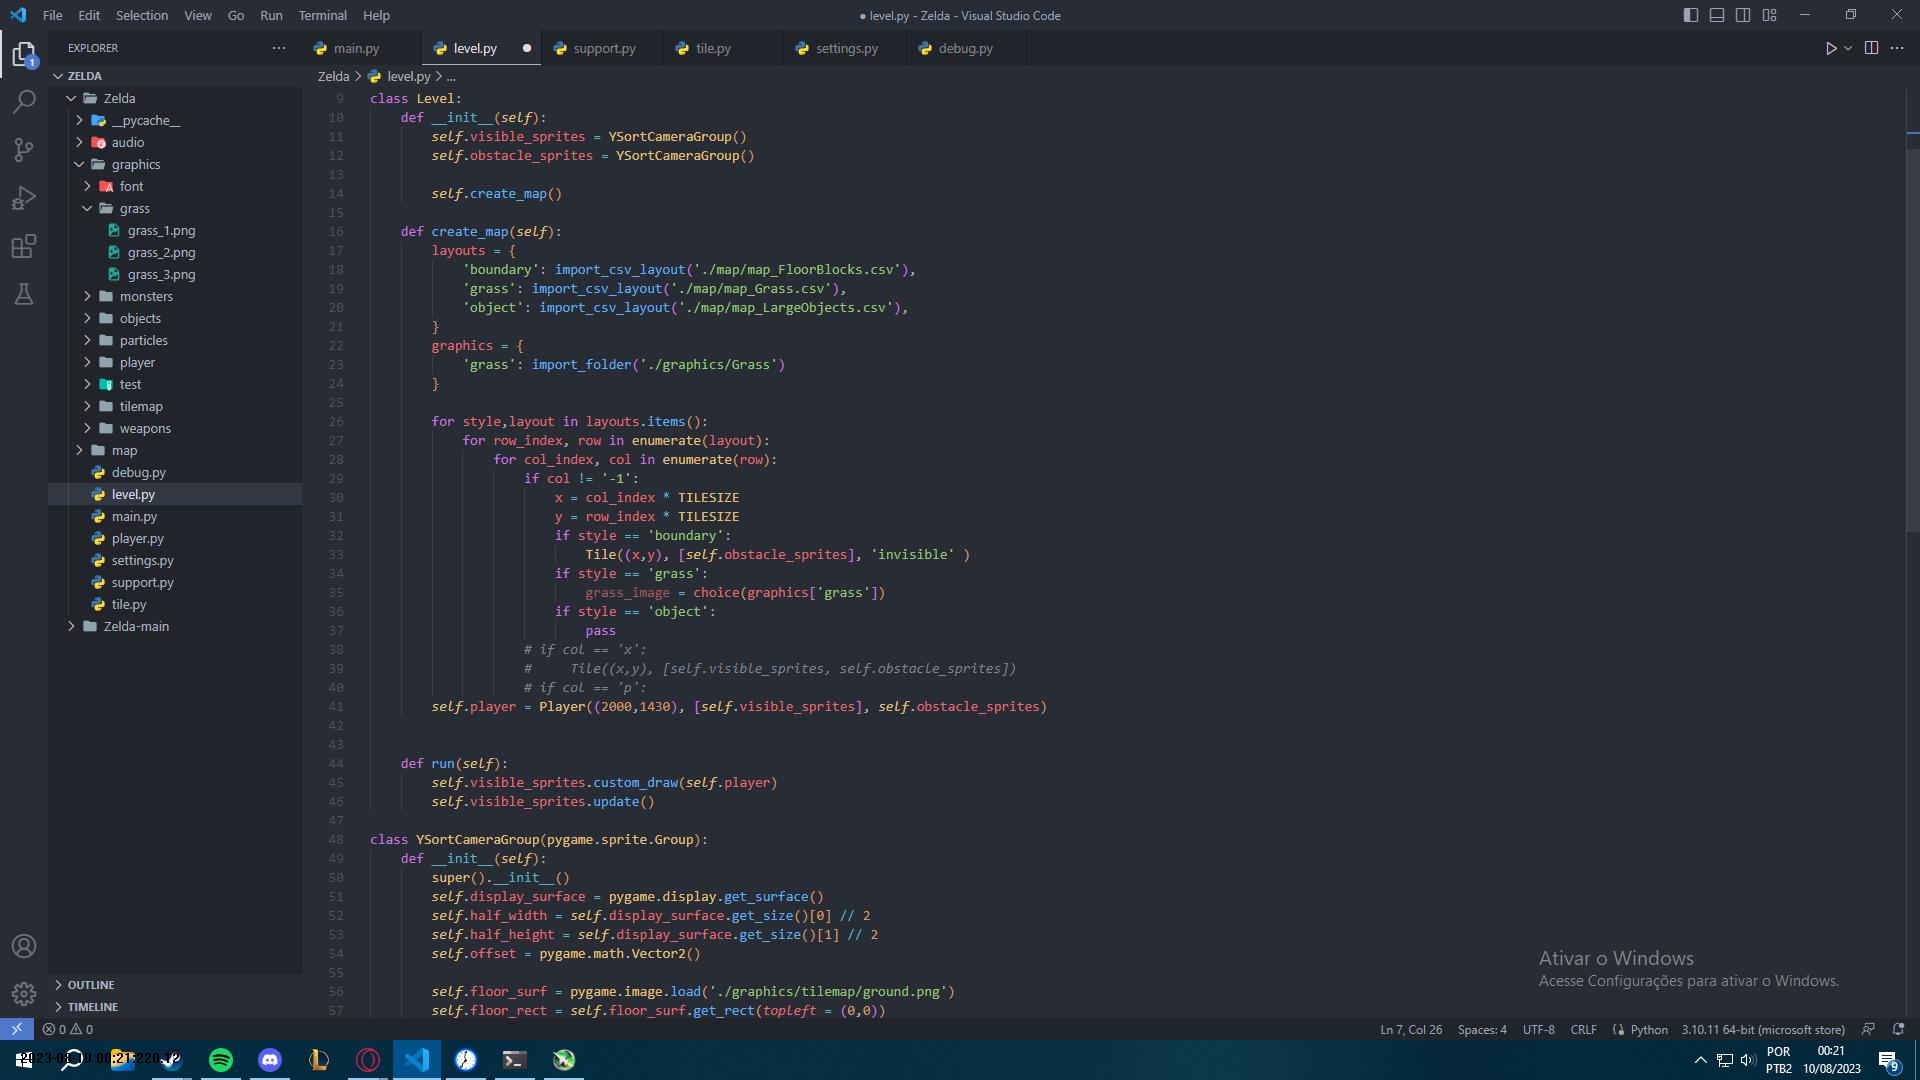 File Edit Selection View Go Run Terminal Help
● level.py - Zelda - Visual Studio Code
EXPLORER
main.py
level.py
support.py
tile.py
settings.py
debug.py
ZELDA
Zelda
__pycache__
audio
graphics
font
grass
grass_1.png
grass_2.png
grass_3.png
monsters
objects
particles
player
test
tilemap
weapons
map
debug.py
level.py
main.py
player.py
settings.py
support.py
tile.py
Zelda-main
OUTLINE
TIMELINE
Zelda > level.py > ...
9 class Level:
10 def __init__(self):
11 self.visible_sprites = YSortCameraGroup()
12 self.obstacle_sprites = YSortCameraGroup()
13
14 self.create_map()
15
16 def create_map(self):
17 layouts = {
18 'boundary': import_csv_layout('./map/map_FloorBlocks.csv'),
19 'grass': import_csv_layout('./map/map_Grass.csv'),
20 'object': import_csv_layout('./map/map_LargeObjects.csv'),
21 }
22 graphics = {
23 'grass': import_folder('./graphics/Grass')
24 }
25
26 for style,layout in layouts.items():
27 for row_index, row in enumerate(layout):
28 for col_index, col in enumerate(row):
29 if col != '-1':
30 x = col_index * TILESIZE
31 y = row_index * TILESIZE
32 if style == 'boundary':
33 Tile((x,y), [self.obstacle_sprites], 'invisible' )
34 if style == 'grass':
35 grass_image = choice(graphics['grass'])
36 if style == 'object':
37 pass
38 # if col == 'x':
39 #     Tile((x,y), [self.visible_sprites, self.obstacle_sprites])
40 # if col == 'p':
41 self.player = Player((2000,1430), [self.visible_sprites], self.obstacle_sprites)
42
43
44 def run(self):
45 self.visible_sprites.custom_draw(self.player)
46 self.visible_sprites.update()
47
48 class YSortCameraGroup(pygame.sprite.Group):
49 def __init__(self):
50 super().__init__()
51 self.display_surface = pygame.display.get_surface()
52 self.half_width = self.display_surface.get_size()[0] // 2
53 self.half_height = self.display_surface.get_size()[1] // 2
54 self.offset = pygame.math.Vector2()
55
56 self.floor_surf = pygame.image.load('./graphics/tilemap/ground.png')
57 self.floor_rect = self.floor_surf.get_rect(topleft = (0,0))
Ativar o Windows
Acesse Configurações para ativar o Windows.
0 0
Ln 7, Col 26 Spaces: 4 UTF-8 CRLF Python 3.10.11 64-bit (microsoft store)
POR
PTB2
00:21
10/08/2023
9
1